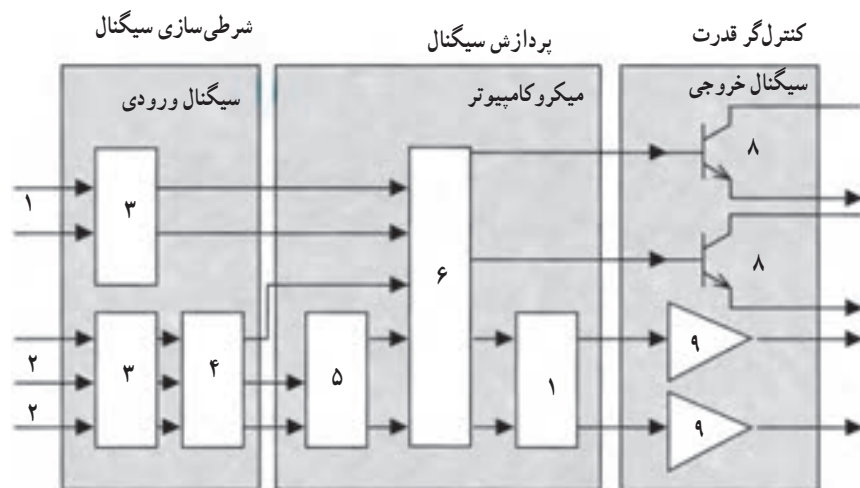 شرطی‌سازی سیگنال
پردازش سیگنال
کنترل‌گر قدرت
سیگنال ورودی
میکروکامپیوتر
سیگنال خروجی
۱
۳
۶
۸
۸
۲
۲
۳
۴
۵
۱
۹
۹